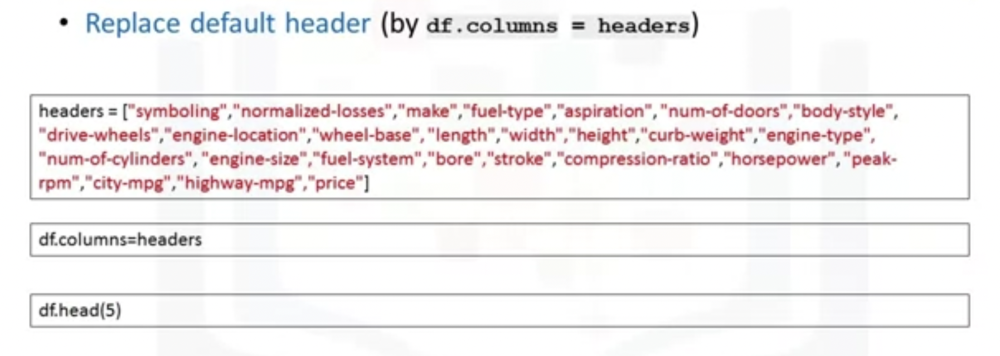 • Replace default header (by df.columns = headers)
headers = ["symboling","normalized-losses","make","fuel-type","aspiration","num-of-doors","body-style",
"drive-wheels","engine-location","wheel-base", "length","width","height","curb-weight","engine-type",
"num-of-cylinders", "engine-size","fuel-system","bore","stroke","compression-ratio","horsepower", "peak-
rpm","city-mpg","highway-mpg","price"]
df.columns=headers
df.head(5)